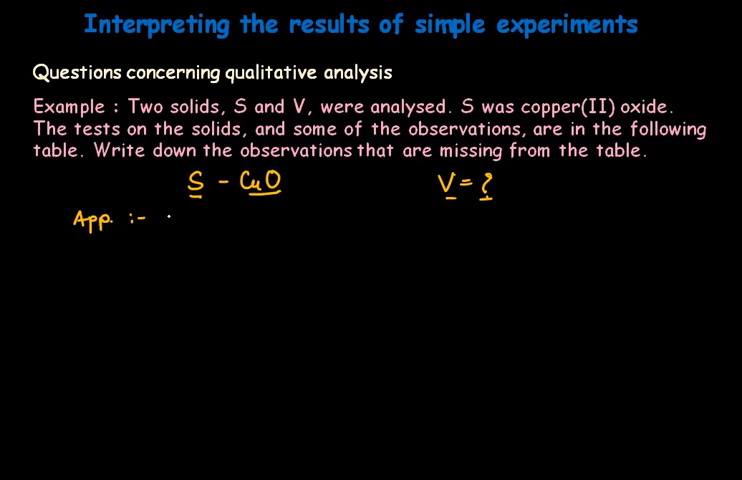 Interpreting the results of simple experiments
Questions concerning qualitative analysis
Example : Two solids, S and V, were analysed. S was copper(II) oxide.
The tests on the solids, and some of the observations, are in the following
table. Write down the observations that are missing from the table.
S - CuO V = ?
App. :-